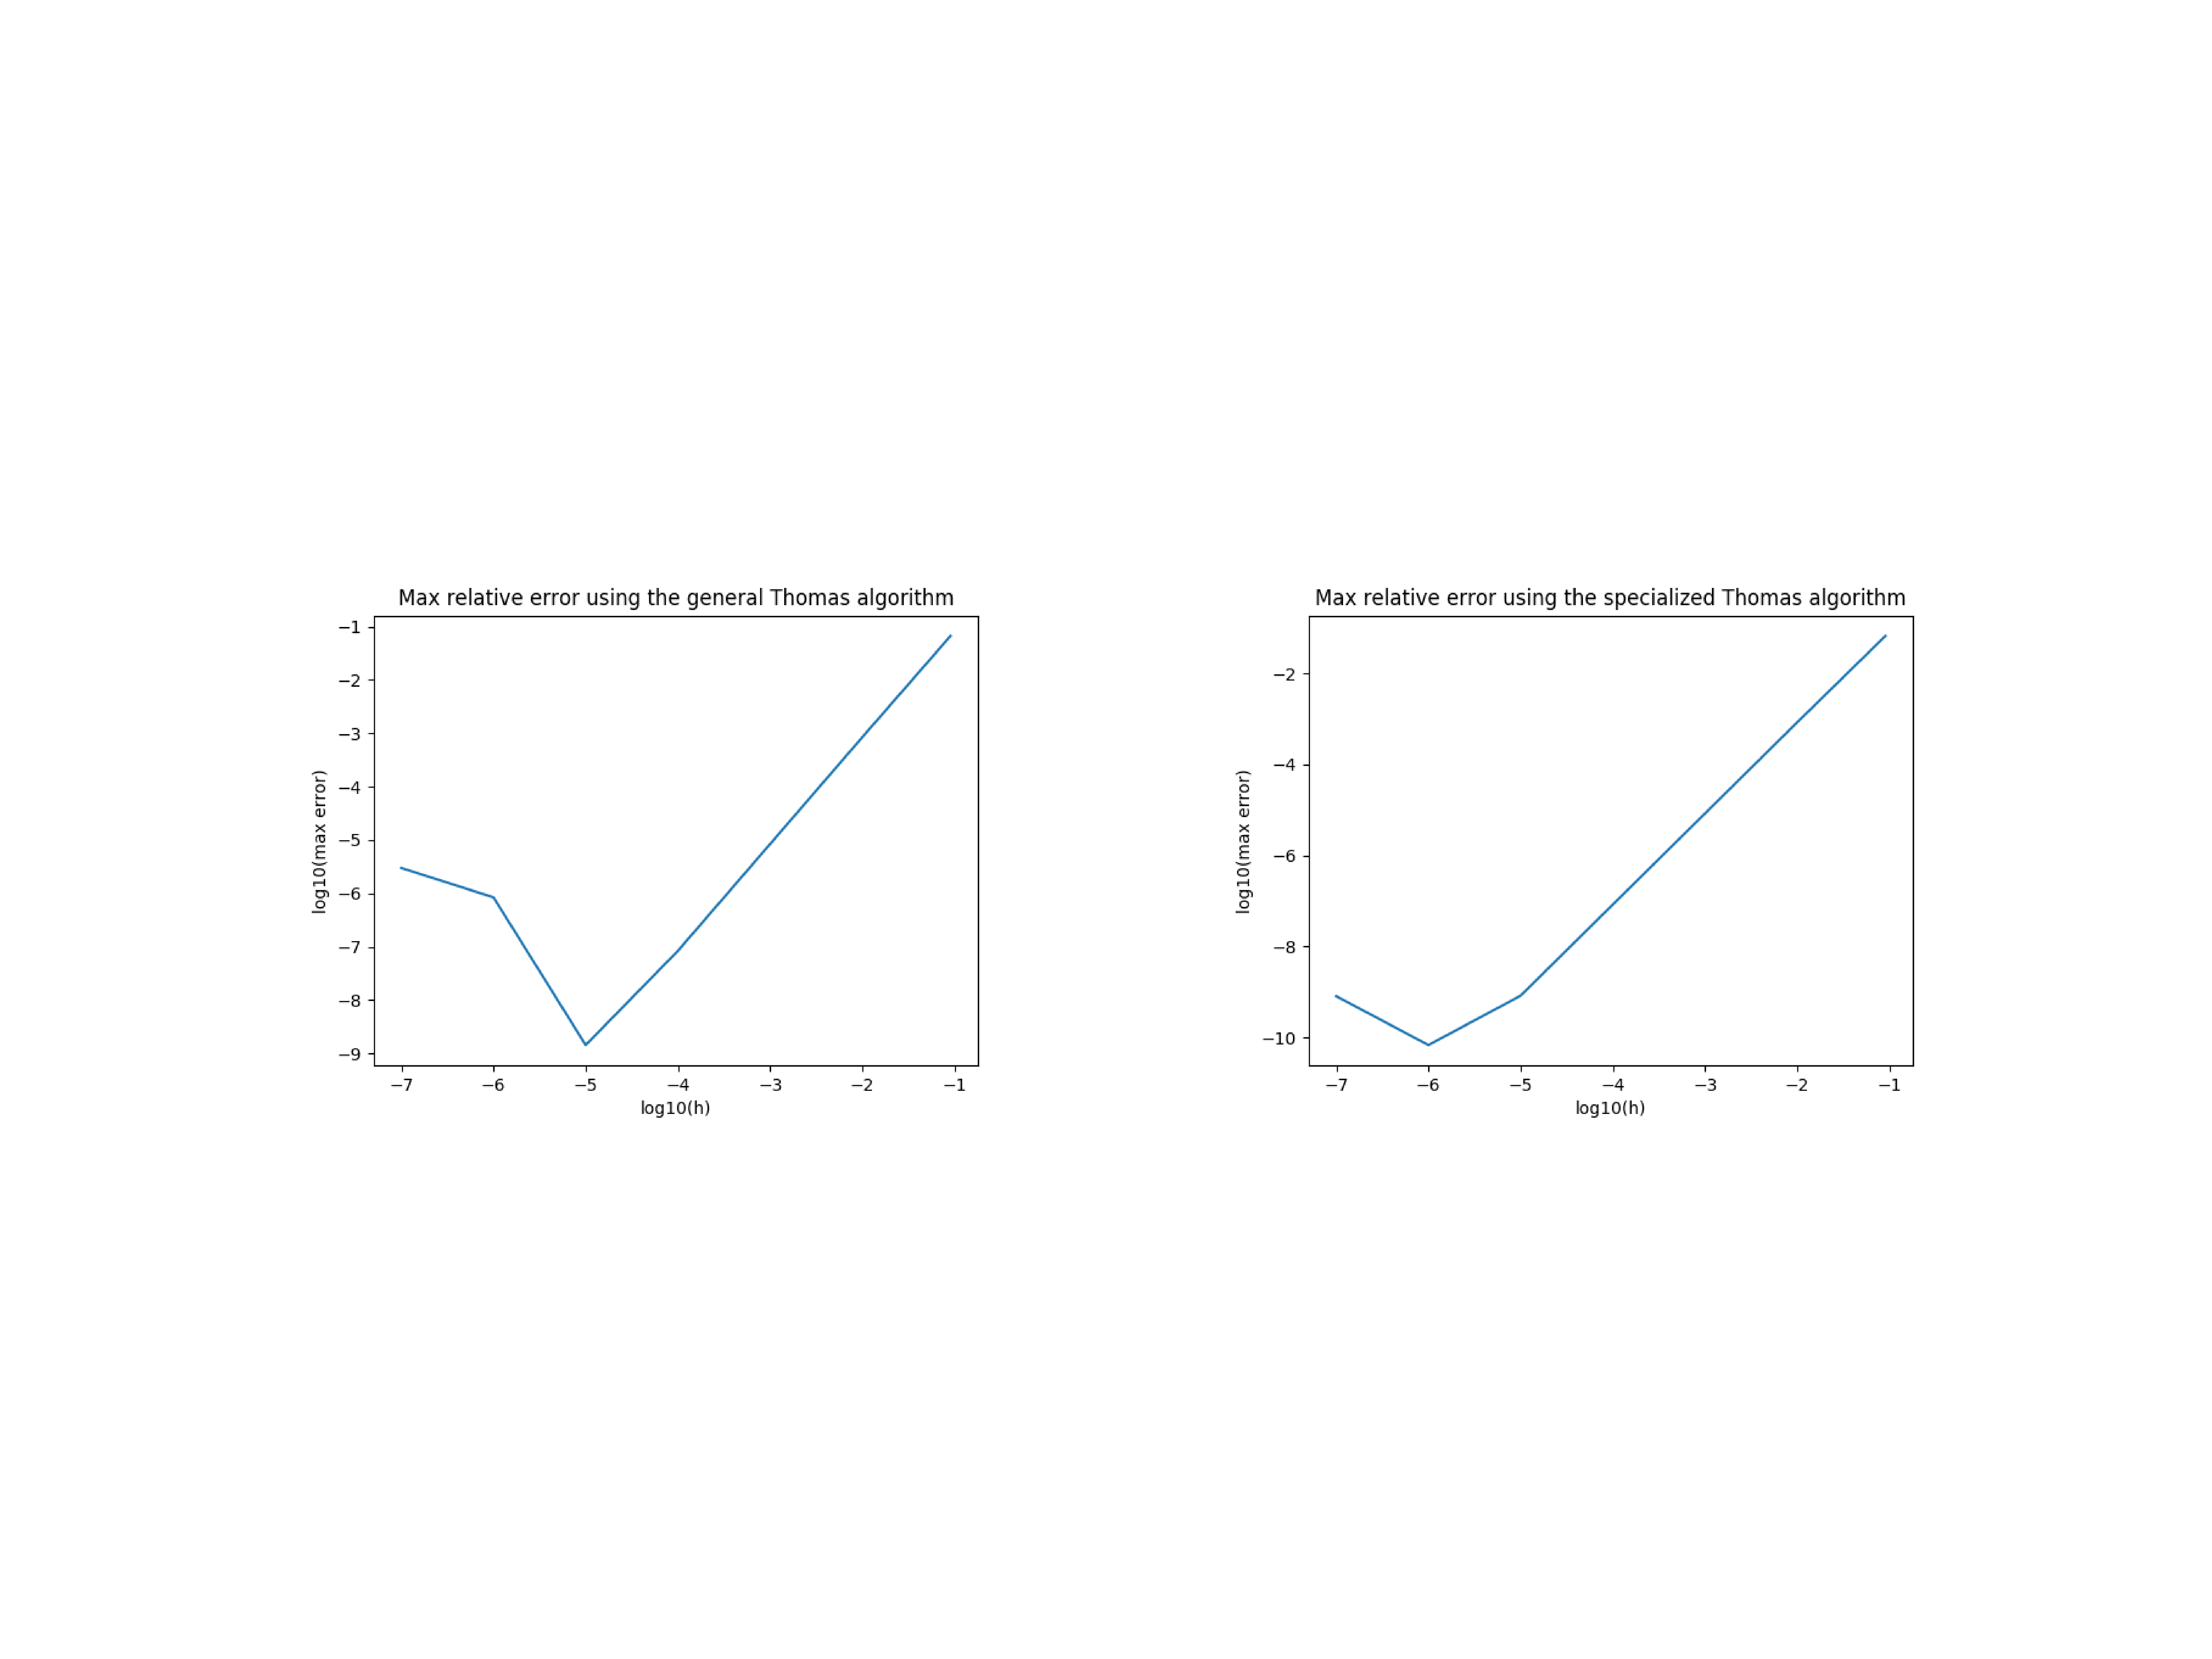 Max relative error using the general Thomas algorithm
−1
−2
−3
−4
−5
−6
−7
−8
−9
log10(max error)
−7 −6 −5 −4 −3 −2 −1
log10(h)
Max relative error using the specialized Thomas algorithm
−2
−4
−6
−8
−10
log10(max error)
−7 −6 −5 −4 −3 −2 −1
log10(h)